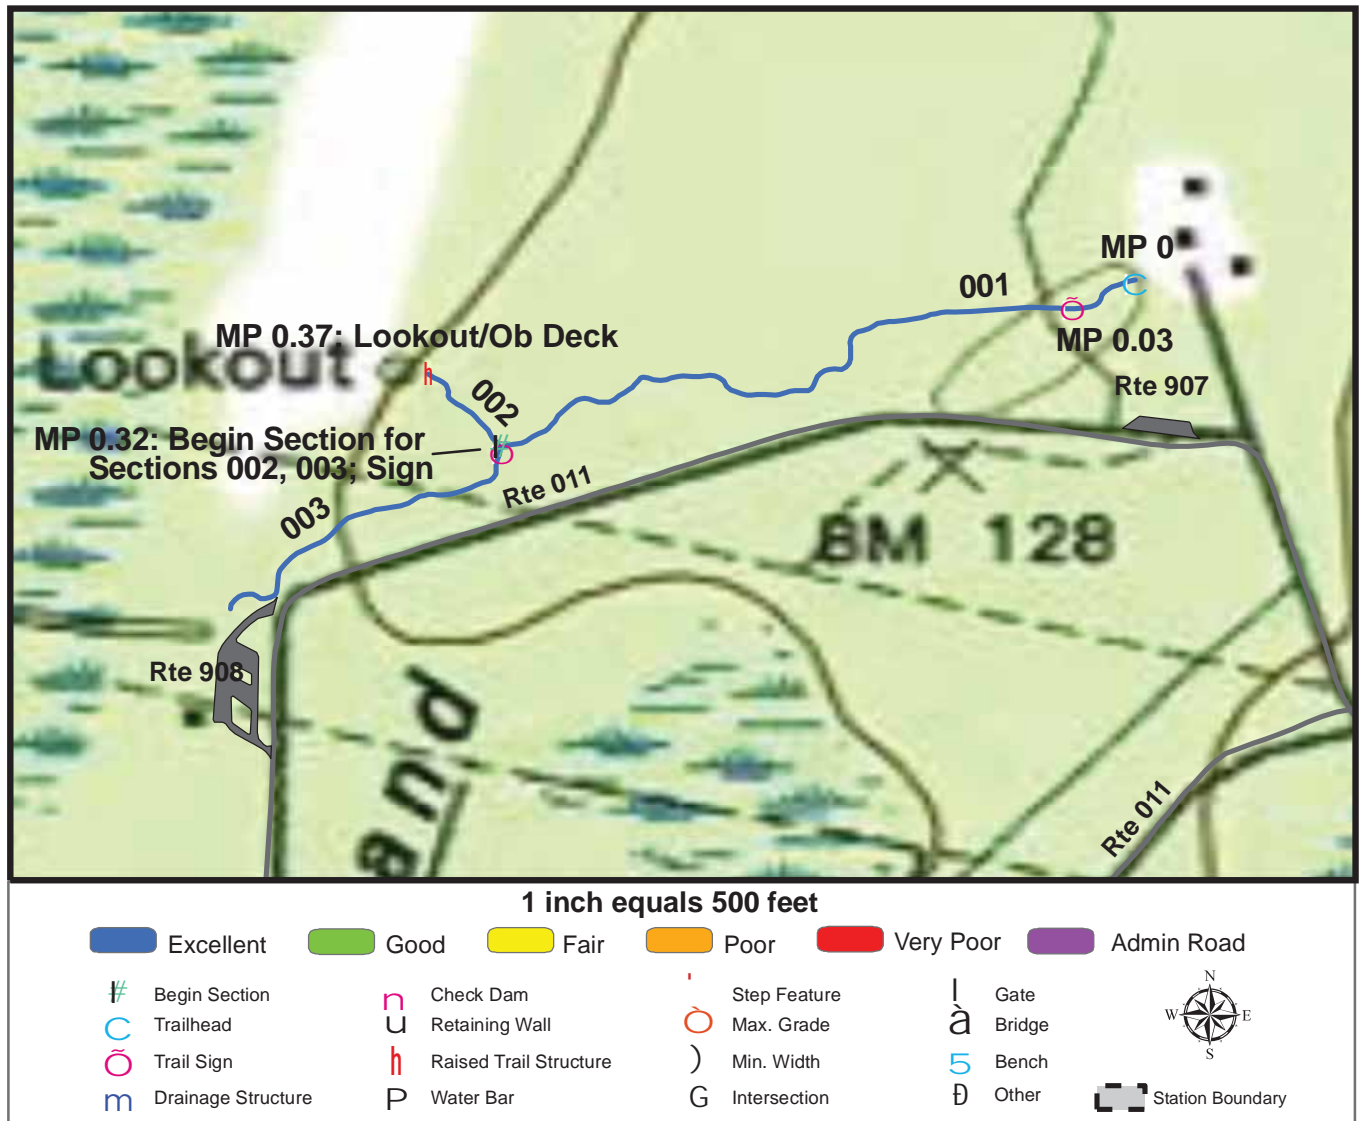 MP 0
001
MP 0.03
MP 0.37: Lookout/Ob Deck
Lookout
Rte 907
002
MP 0.32: Begin Section for
Sections 002, 003; Sign
Rte 011
003
BM 128
Rte 908
and
Rte 011
1 inch equals 500 feet
Excellent
Good
Fair
Poor
Very Poor
Admin Road
# Begin Section
C Trailhead
Õ Trail Sign
m Drainage Structure
n Check Dam
u Retaining Wall
h Raised Trail Structure
P Water Bar
' Step Feature
Ò Max. Grade
) Min. Width
G Intersection
l Gate
à Bridge
5 Bench
Ð Other
N
W
E
S
Station Boundary